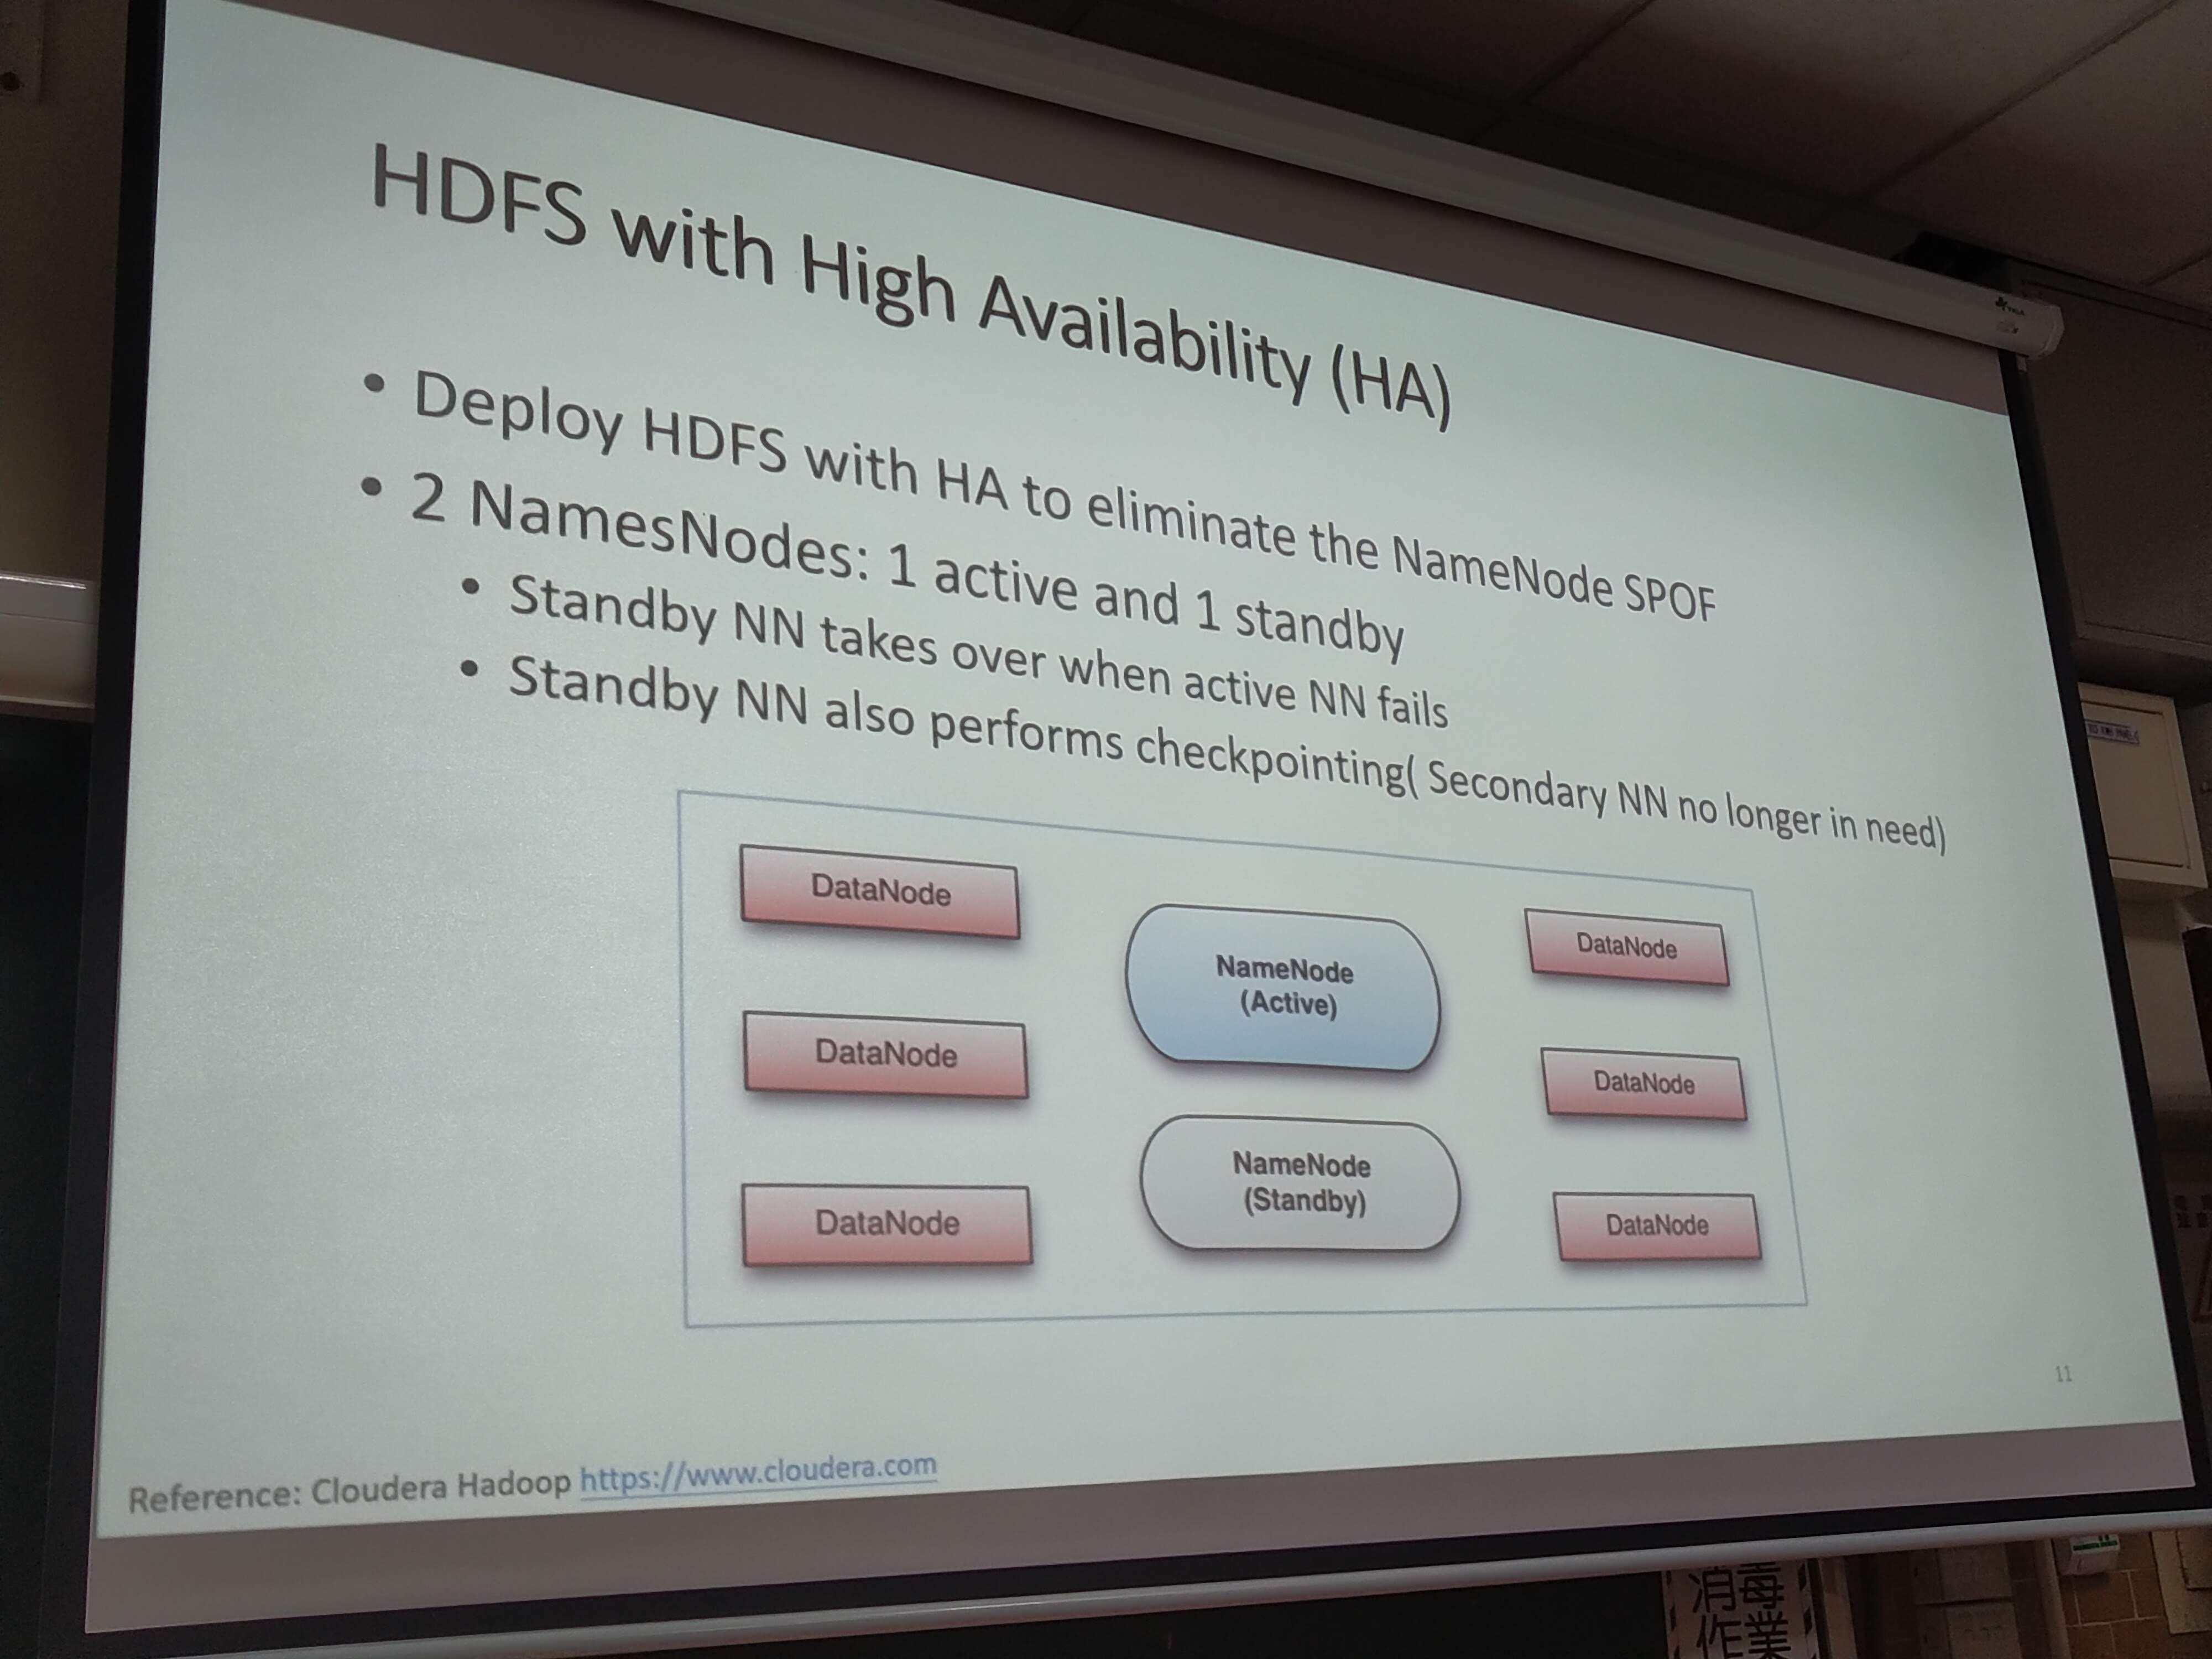 HDFS with High Availability (HA)
• Deploy HDFS with HA to eliminate the NameNode SPOF
• 2 NamesNodes: 1 active and 1 standby
• Standby NN takes over when active NN fails
• Standby NN also performs checkpointing( Secondary NN no longer in need)
DataNode
DataNode
DataNode
NameNode
(Active)
NameNode
(Standby)
DataNode
DataNode
DataNode
11
Reference: Cloudera Hadoop https://www.cloudera.com
消毒
作業